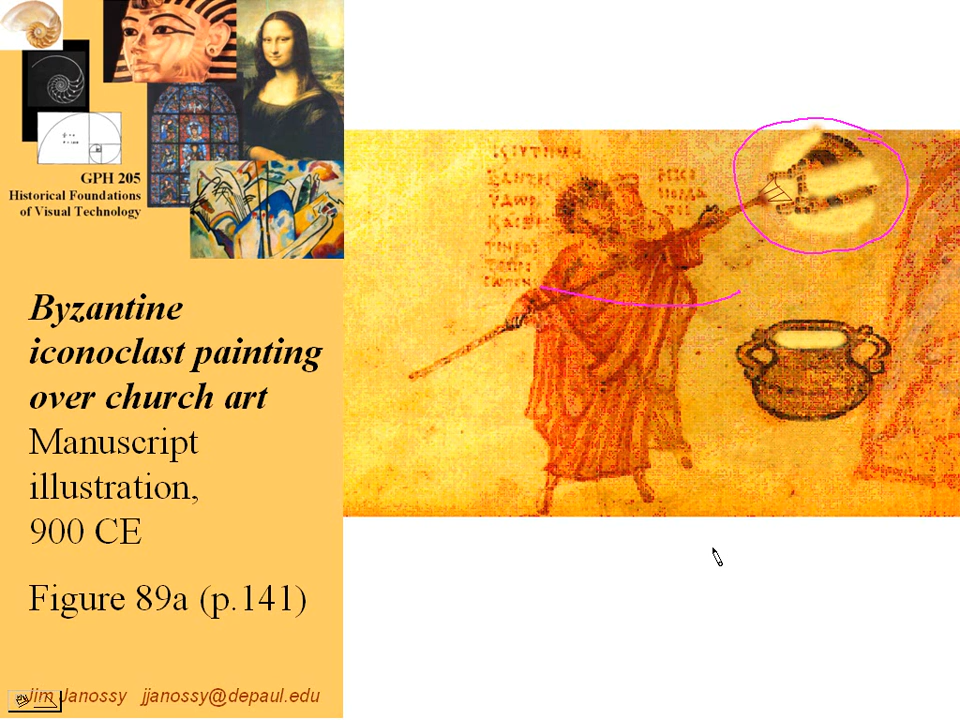 GPH 205
Historical Foundations
of Visual Technology
Byzantine
iconoclast painting
over church art
Manuscript
illustration,
900 CE
Figure 89a (p.141)
Jim Janossy jjanossy@depaul.edu